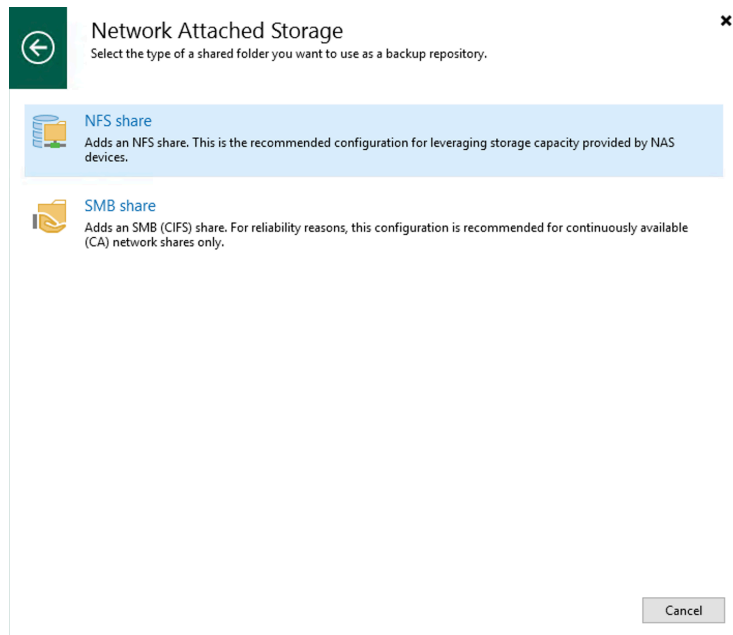 Network Attached Storage
Select the type of a shared folder you want to use as a backup repository.
NFS share
Adds an NFS share. This is the recommended configuration for leveraging storage capacity provided by NAS
devices.
SMB share
Adds an SMB (CIFS) share. For reliability reasons, this configuration is recommended for continuously available
(CA) network shares only.
Cancel